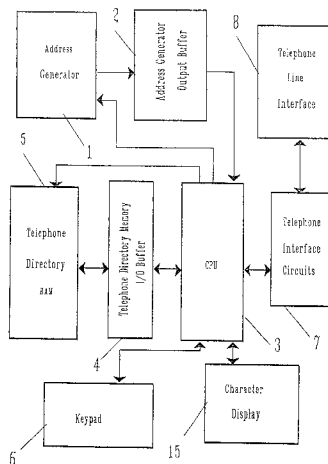 Address
Generator
1
2
Address Generator
Output Buffer
8
Telephone
Line
Interface
5
Telephone
Directory
RAM
Telephone Directory Memory
I/O Buffer
4
CPU
3
Telephone
Interface
Circuits
7
Keypad
6
Character
Display
15